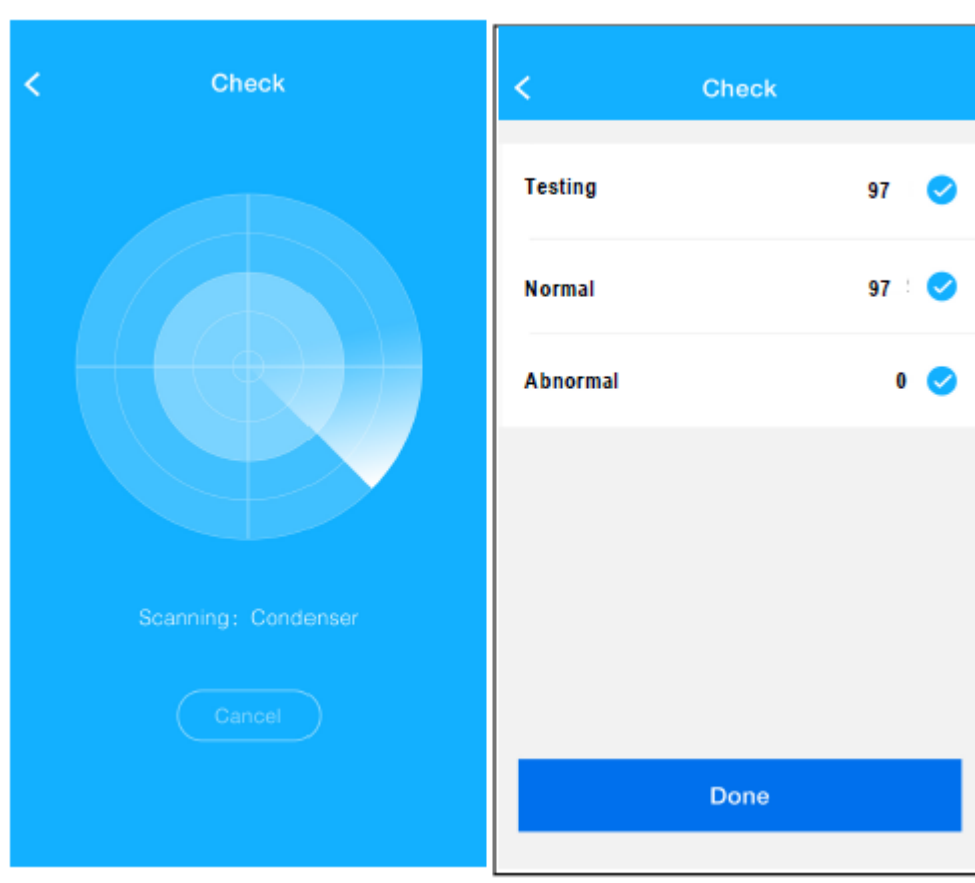 Check
Scanning: Condenser
Cancel
Check
Testing 97
Normal 97
Abnormal 0
Done